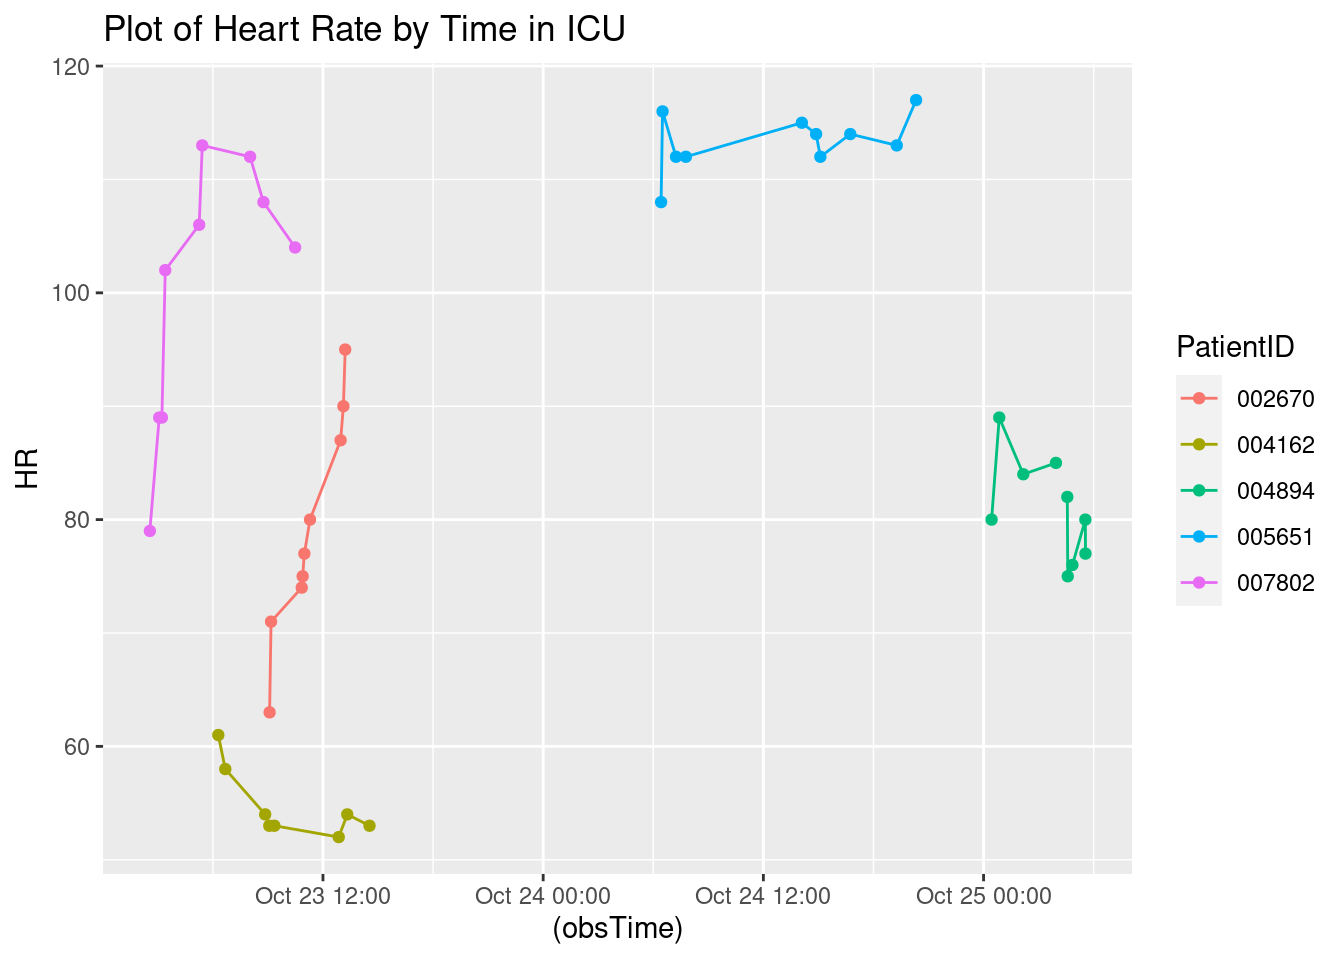 Plot of Heart Rate by Time in ICU
120
100
80
60
HR
Oct 23 12:00
Oct 24 00:00
Oct 24 12:00
Oct 25 00:00
(obsTime)
PatientID
002670
004162
004894
005651
007802